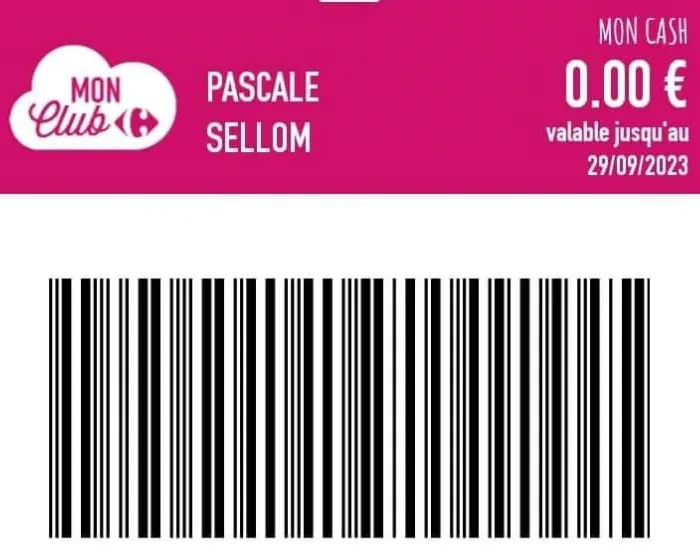 MON
Club
PASCALE
SELLOM
MON CASH
0.00 €
valable jusqu'au
29/09/2023